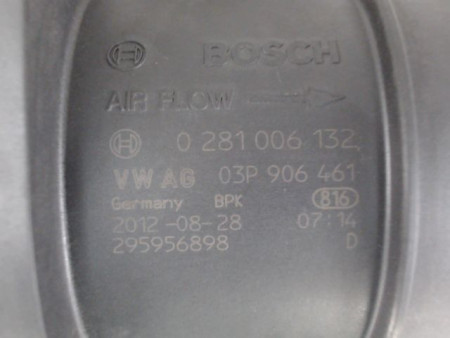 BOSCH
AIR FLOW
0 281 006 132
VW AG 03P 906 461
Germany BPK 816
2012-08-28 07:14
295956898 D